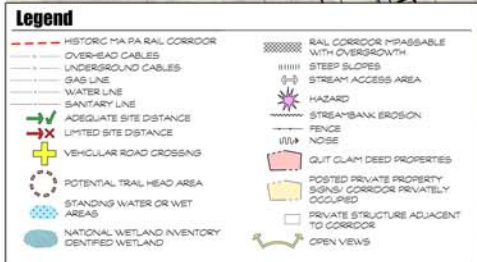 Legend
HISTORIC MA PA RAIL CORRIDOR
OVERHEAD CABLES
UNDERGROUND CABLES
GAS LINE
WATER LINE
SANITARY LINE
ADEQUATE SITE DISTANCE
LIMITED SITE DISTANCE
VEHICULAR ROAD CROSSING
POTENTIAL TRAIL HEAD AREA
STANDING WATER OR WET
AREAS
NATIONAL WETLAND INVENTORY
IDENTIFED WETLAND
RAIL CORRIDOR IMPASSABLE
WITH OVERGROWTH
STEEP SLOPES
STREAM ACCESS AREA
HAZARD
STREAMBANK EROSION
FENCE
NOISE
QUIT CLAIM DEED PROPERTIES
POSTED PRIVATE PROPERTY
SIGNS/ CORRIDOR PRIVATELY
OCCUPIED
PRIVATE STRUCTURE ADJACENT
TO CORRIDOR
OPEN VIEWS